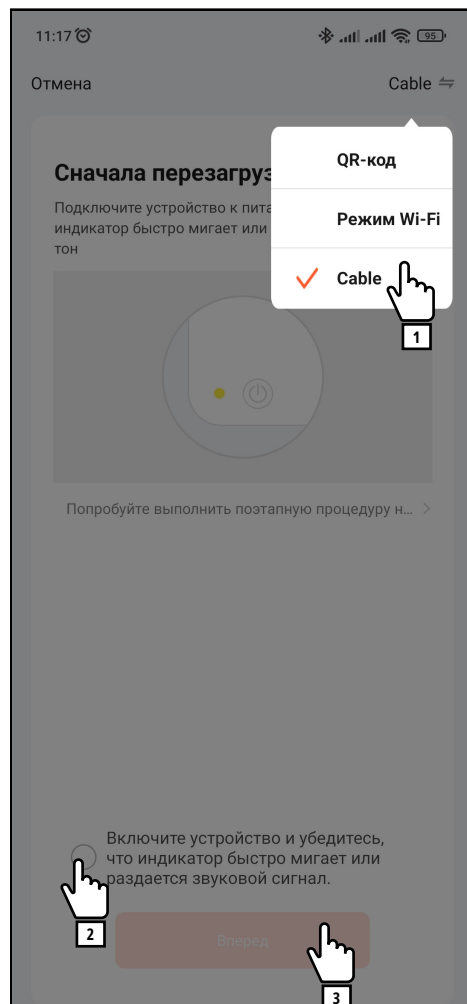 11:17
95
Отмена
Cable
Сначала перезагруз
QR-код
Подключите устройство к пита
индикатор быстро мигает или
тон
Режим Wi-Fi
Cable
1
Попробуйте выполнить поэтапную процедуру н...
Включите устройство и убедитесь,
что индикатор быстро мигает или
раздается звуковой сигнал.
2
Вперед
3